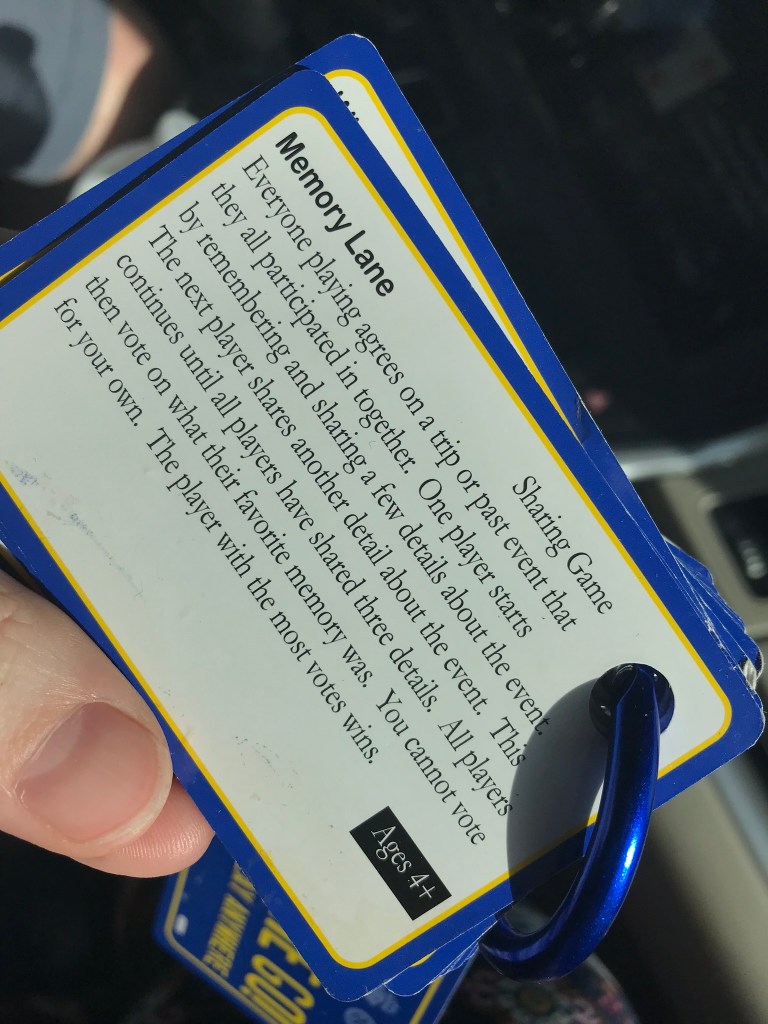 Memory Lane
Sharing Game
Everyone playing agrees on a trip or past event that
they all participated in together. One player starts
by remembering and sharing a few details about the event.
The next player shares another detail about the event. This
continues until all players have shared three details. All players
then vote on what their favorite memory was. You cannot vote
for your own. The player with the most votes wins.
Ages 4+